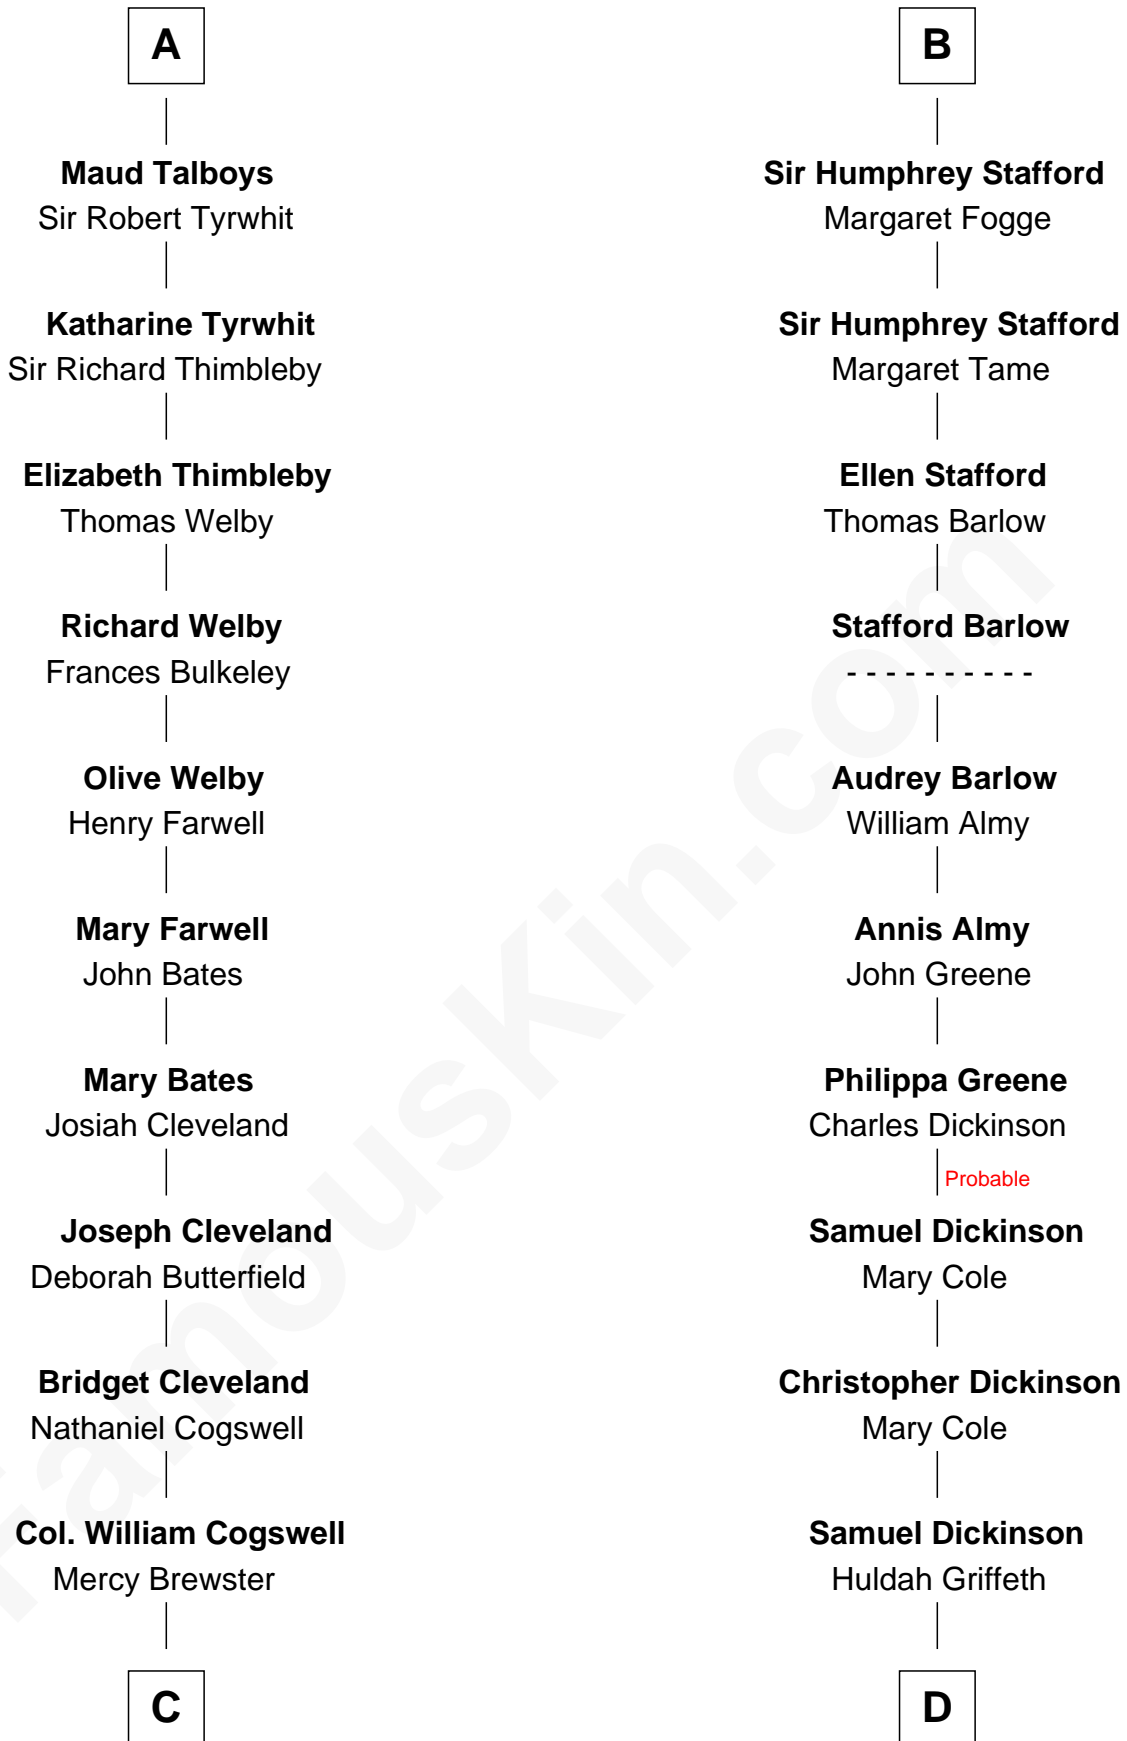 A
Maud Talboys
Sir Robert Tyrwhit
Katharine Tyrwhit
Sir Richard Thimbleby
Elizabeth Thimbleby
Thomas Welby
Richard Welby
Frances Bulkeley
Olive Welby
Henry Farwell
Mary Farwell
John Bates
Mary Bates
Josiah Cleveland
Joseph Cleveland
Deborah Butterfield
Bridget Cleveland
Nathaniel Cogswell
Col. William Cogswell
Mercy Brewster
C
B
Sir Humphrey Stafford
Margaret Fogge
Sir Humphrey Stafford
Margaret Tame
Ellen Stafford
Thomas Barlow
Stafford Barlow
- - - - - - - - - -
Audrey Barlow
William Almy
Annis Almy
John Greene
Philippa Greene
Charles Dickinson
Probable
Samuel Dickinson
Mary Cole
Christopher Dickinson
Mary Cole
Samuel Dickinson
Huldah Griffeth
D
FamousKin.com